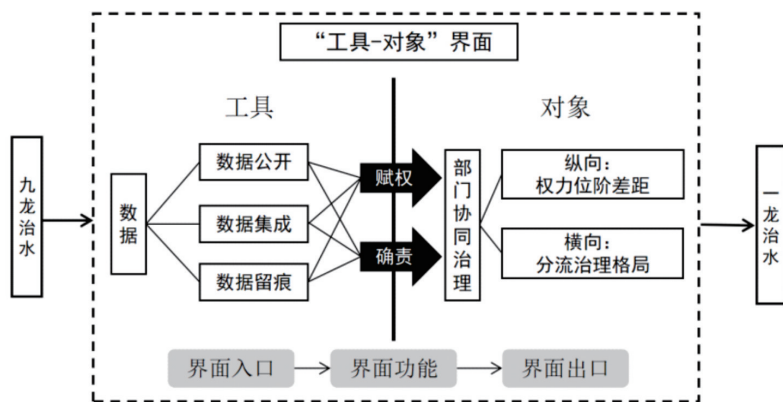 “工具-对象”界面
工具
对象
九龙治水
数据
数据公开
数据集成
数据留痕
赋权
确责
部门协同治理
纵向：
权力位阶差距
横向：
分流治理格局
一龙治水
界面入口
界面功能
界面出口